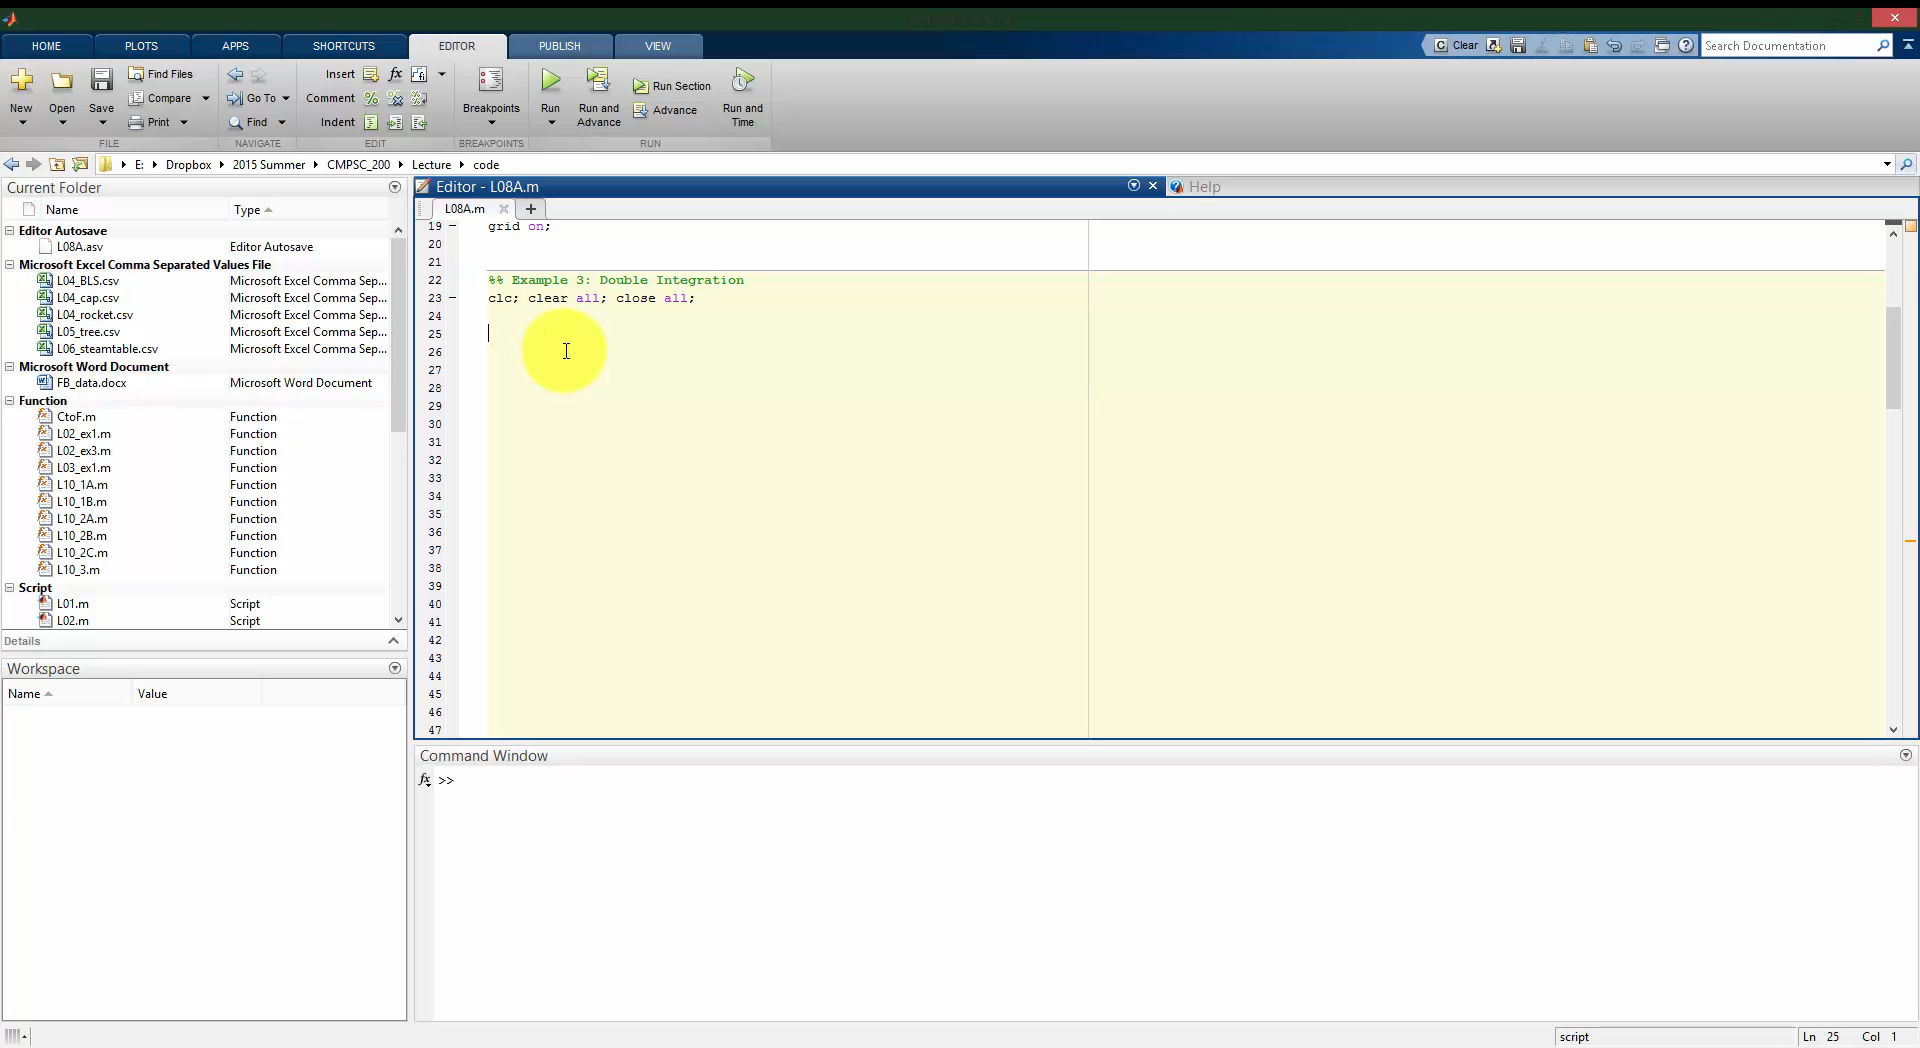 HOME PLOTS APPS SHORTCUTS EDITOR PUBLISH VIEW Clear Search Documentation
New Open Save Find Files Compare Print
Go To Find
Insert Comment Indent
Breakpoints
Run Run and Advance Run Section Advance Run and Time
FILE NAVIGATE EDIT BREAKPOINTS RUN
E: Dropbox 2015 Summer CMPSC_200 Lecture code
Current Folder
Name Type
Editor Autosave
L08A.asv Editor Autosave
Microsoft Excel Comma Separated Values File
L04_BLS.csv Microsoft Excel Comma Sep...
L04_cap.csv Microsoft Excel Comma Sep...
L04_rocket.csv Microsoft Excel Comma Sep...
L05_tree.csv Microsoft Excel Comma Sep...
L06_steamtable.csv Microsoft Excel Comma Sep...
Microsoft Word Document
FB_data.docx Microsoft Word Document
Function
CtoF.m Function
L02_ex1.m Function
L02_ex3.m Function
L03_ex1.m Function
L10_1A.m Function
L10_1B.m Function
L10_2A.m Function
L10_2B.m Function
L10_2C.m Function
L10_3.m Function
Script
L01.m Script
L02.m Script
Details
Workspace
Name Value
Editor - L08A.m
Help
L08A.m
19 grid on;
20
21
22 %% Example 3: Double Integration
23 clc; clear all; close all;
24
25
26
27
28
29
30
31
32
33
34
35
36
37
38
39
40
41
42
43
44
45
46
47
Command Window
fx >>
script Ln 25 Col 1